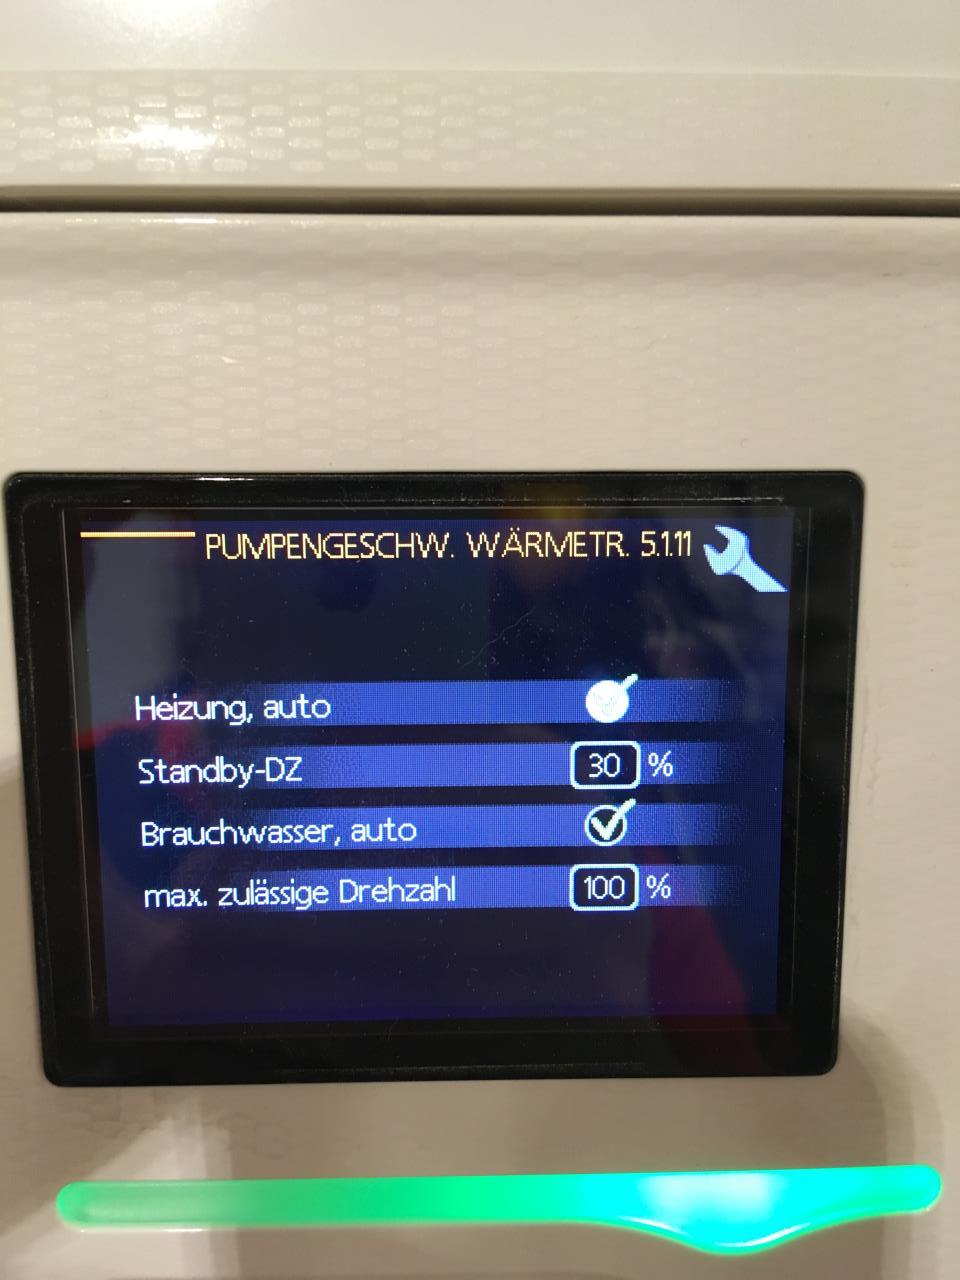 PUMPENGESCHW. WÄRMETR. 5.1.11
Heizung, auto
Standby-DZ 30 %
Brauchwasser, auto
max. zulässige Drehzahl 100 %